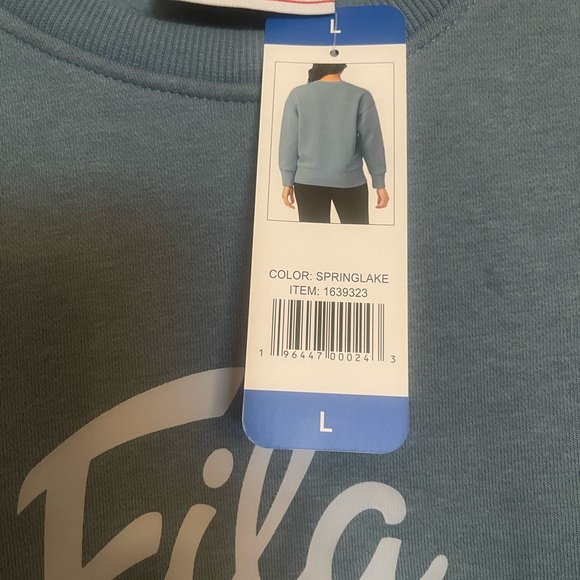 L
COLOR: SPRINGLAKE
ITEM: 1639323
1 96447 00024 3
L
Fila